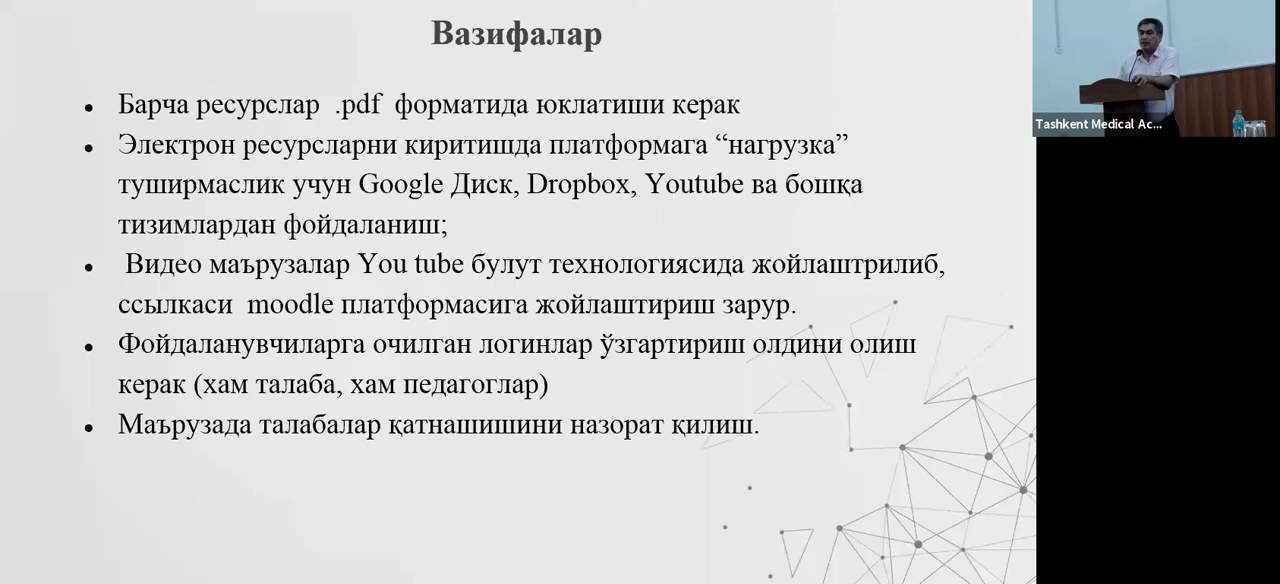 Вазифалар
Барча ресурслар .pdf форматида юклатиши керак
Электрон ресурсларни киритишда платформага “нагрузка”
туширмаслик учун Google Диск, Dropbox, Youtube ва бошқа
тизимлардан фойдаланиш;
Видео маърузалар You tube булут технологиясида жойлаштрилиб,
ссылкаси moodle платформасига жойлаштириш зарур.
Фойдаланувчиларга очилган логинлар ўзгартириш олдини олиш
керак (хам талаба, хам педагоглар)
Маърузада талабалар қатнашишини назорат қилиш.
Tashkent Medical Ac...